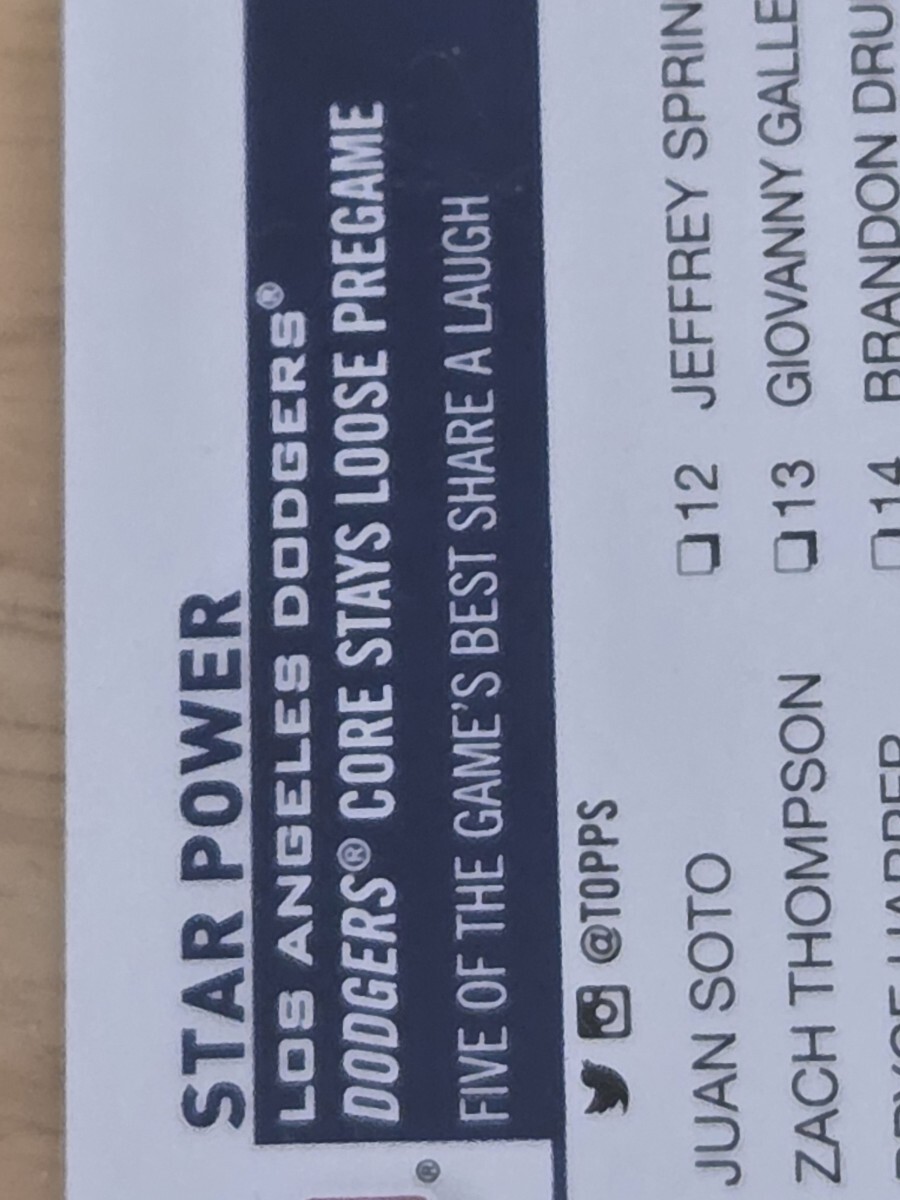 STAR POWER
LOS ANGELES DODGERS®
DODGERS® CORE STAYS LOOSE PREGAME
FIVE OF THE GAME'S BEST SHARE A LAUGH
@TOPPS
JUAN SOTO ❏ 12 JEFFREY SPRIN
ZACH THOMPSON ❏ 13 GIOVANNY GALLE
HARPER ❏ 14 BRANDON DRU
®